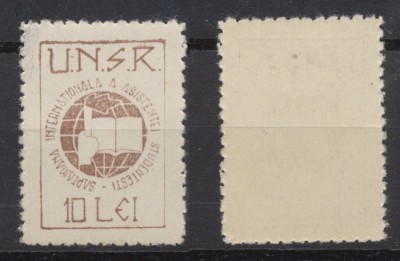 U.N.S.R.
SAPTAMANA INTERNATIONALA A ASISTENTEI STUDENTESTI -
10 LEI